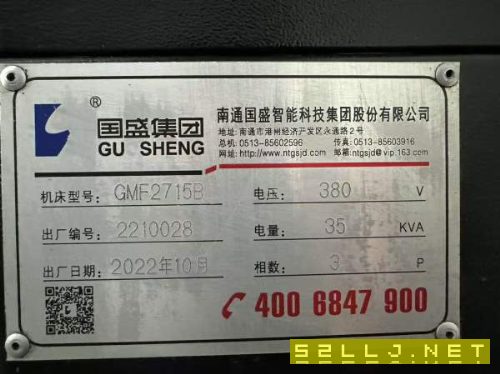 ®
国盛集团
GU SHENG
南通国盛智能科技集团股份有限公司
地址: 南通市港州经济开发区永通路2号
总机: 0513-85602596 传真: 0513-85603916
网址: http://www.ntgsjd.com 邮箱: ntgsjd@vip.163.com
机床型号: GMF2715B 电压: 380 V
出厂编号: 2210028 电量: 35 KVA
出厂日期: 2022年10月 相数: 3 P
400 6847 900
52LLJ.NET